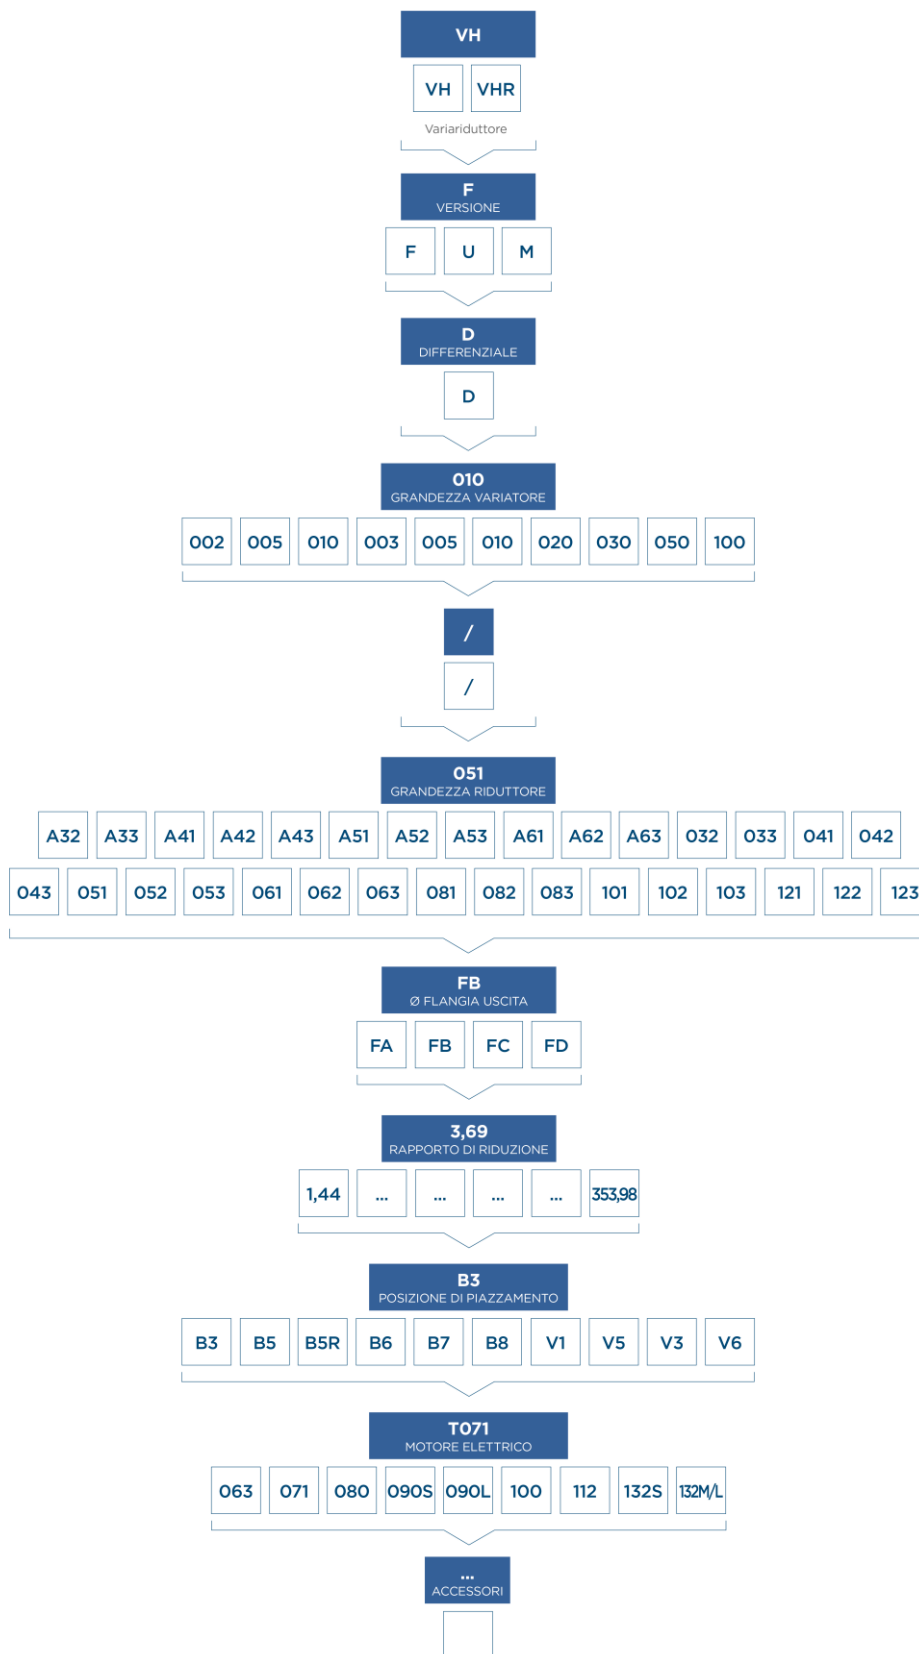 VH
VH VHR
Variariduttore
F
VERSIONE
F U M
D
DIFFERENZIALE
D
010
GRANDEZZA VARIATORE
002 005 010 003 005 010 020 030 050 100
/
/
051
GRANDEZZA RIDUTTORE
A32 A33 A41 A42 A43 A51 A52 A53 A61 A62 A63 032 033 041 042
043 051 052 053 061 062 063 081 082 083 101 102 103 121 122 123
FB
Ø FLANGIA USCITA
FA FB FC FD
3,69
RAPPORTO DI RIDUZIONE
1,44 ... ... ... ... 353,98
B3
POSIZIONE DI PIAZZAMENTO
B3 B5 B5R B6 B7 B8 V1 V5 V3 V6
T071
MOTORE ELETTRICO
063 071 080 090S 090L 100 112 132S 132M/L
...
ACCESSORI